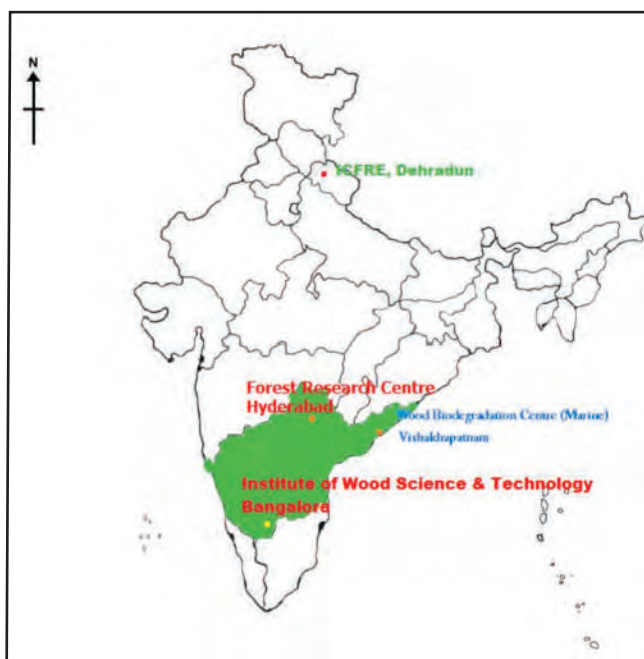 N
ICFRE, Dehradun
Forest Research Centre
Hyderabad
Wood Biodegradation Centre (Marine)
Vishakhapatnam
Institute of Wood Science & Technology
Bangalore